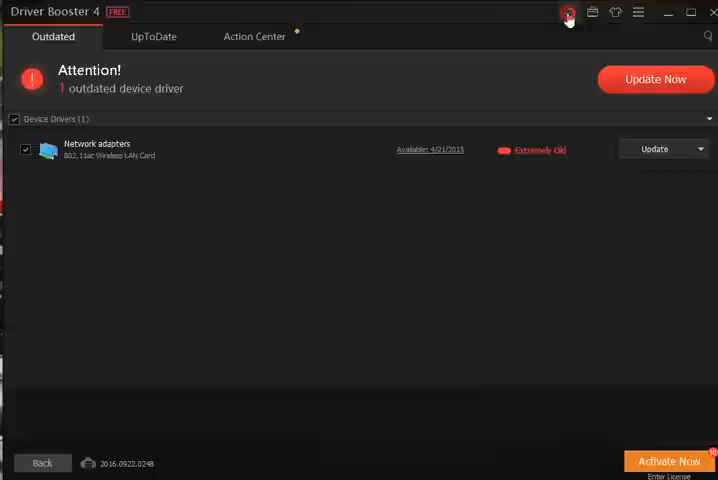 Driver Booster 4 FREE
Outdated UpToDate Action Center
Attention!
1 outdated device driver
Update Now
Device Drivers (1)
Network adapters
802.11ac Wireless LAN Card
Available: 4/21/2015
Extremely Old
Update
Back
2016.0922.0248
Activate Now
10
Enter License